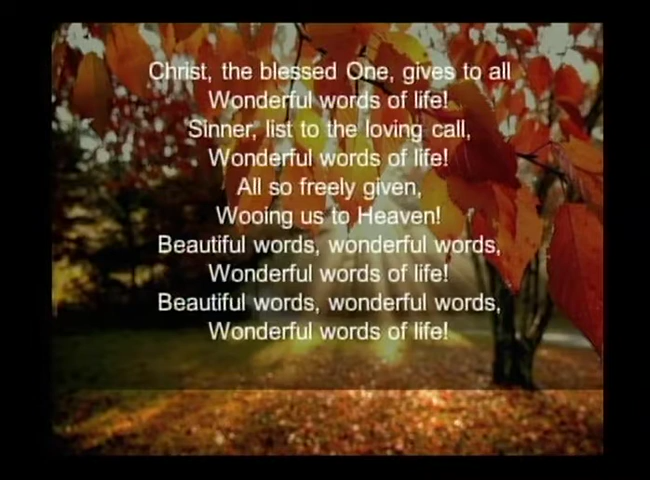 Christ, the blessed One, gives to all
Wonderful words of life!
Sinner, list to the loving call,
Wonderful words of life!
All so freely given,
Wooing us to Heaven!
Beautiful words, wonderful words,
Wonderful words of life!
Beautiful words, wonderful words,
Wonderful words of life!